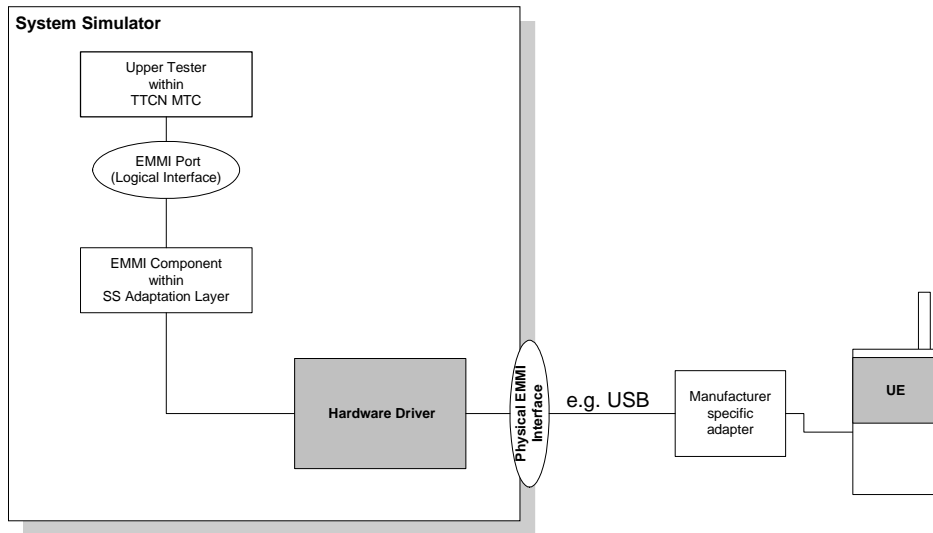 System Simulator
Upper Tester
within
TTCN MTC
EMMI Port
(Logical Interface)
EMMI Component
within
SS Adaptation Layer
Hardware Driver
Physical EMMI
Interface
e.g. USB
Manufacturer
specific
adapter
UE